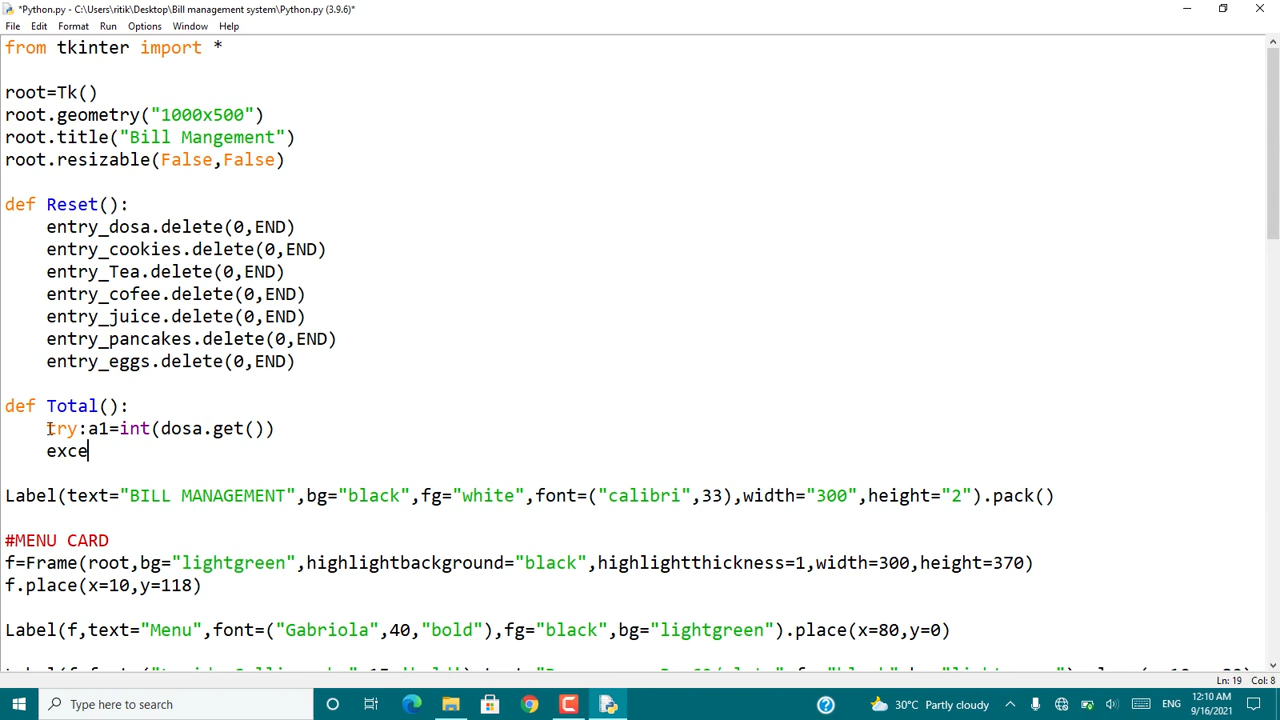 *Python.py - C:\Users\ritik\Desktop\Bill management system\Python.py (3.9.6)*
File Edit Format Run Options Window Help
from tkinter import *
root=Tk()
root.geometry("1000x500")
root.title("Bill Mangement")
root.resizable(False,False)
def Reset():
entry_dosa.delete(0,END)
entry_cookies.delete(0,END)
entry_Tea.delete(0,END)
entry_cofee.delete(0,END)
entry_juice.delete(0,END)
entry_pancakes.delete(0,END)
entry_eggs.delete(0,END)
def Total():
try:a1=int(dosa.get())
exce
Label(text="BILL MANAGEMENT",bg="black",fg="white",font=("calibri",33),width="300",height="2").pack()
#MENU CARD
f=Frame(root,bg="lightgreen",highlightbackground="black",highlightthickness=1,width=300,height=370)
f.place(x=10,y=118)
Label(f,text="Menu",font=("Gabriola",40,"bold"),fg="black",bg="lightgreen").place(x=80,y=0)
Ln: 19 Col: 8
Type here to search
30°C Partly cloudy
ENG
12:10 AM
9/16/2021